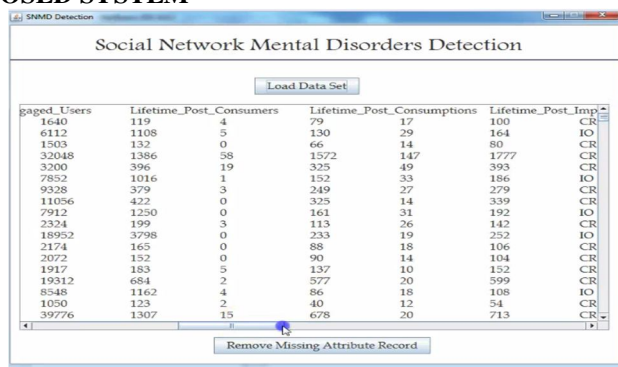 OSED SYSTEM
SNMD Detection
Social Network Mental Disorders Detection
Load Data Set
gaged_Users Lifetime_Post_Consumers Lifetime_Post_Consumptions Lifetime_Post_Imp
1640 119 4 79 17 100 CR
6112 1108 5 130 29 164 IO
1503 132 0 66 14 80 CR
32048 1386 58 1572 147 1777 CR
3200 396 19 325 49 393 CR
7852 1016 1 152 33 186 IO
9328 379 3 249 27 279 CR
11056 422 0 325 14 339 CR
7912 1250 0 161 31 192 IO
2324 199 3 113 26 142 CR
18952 3798 0 233 19 252 IO
2174 165 0 88 18 106 CR
2072 152 0 90 14 104 CR
1917 183 5 137 10 152 CR
19312 684 2 577 20 599 CR
8548 1162 4 86 18 108 IO
1050 123 2 40 12 54 CR
39776 1307 15 678 20 713 CR
Remove Missing Attribute Record